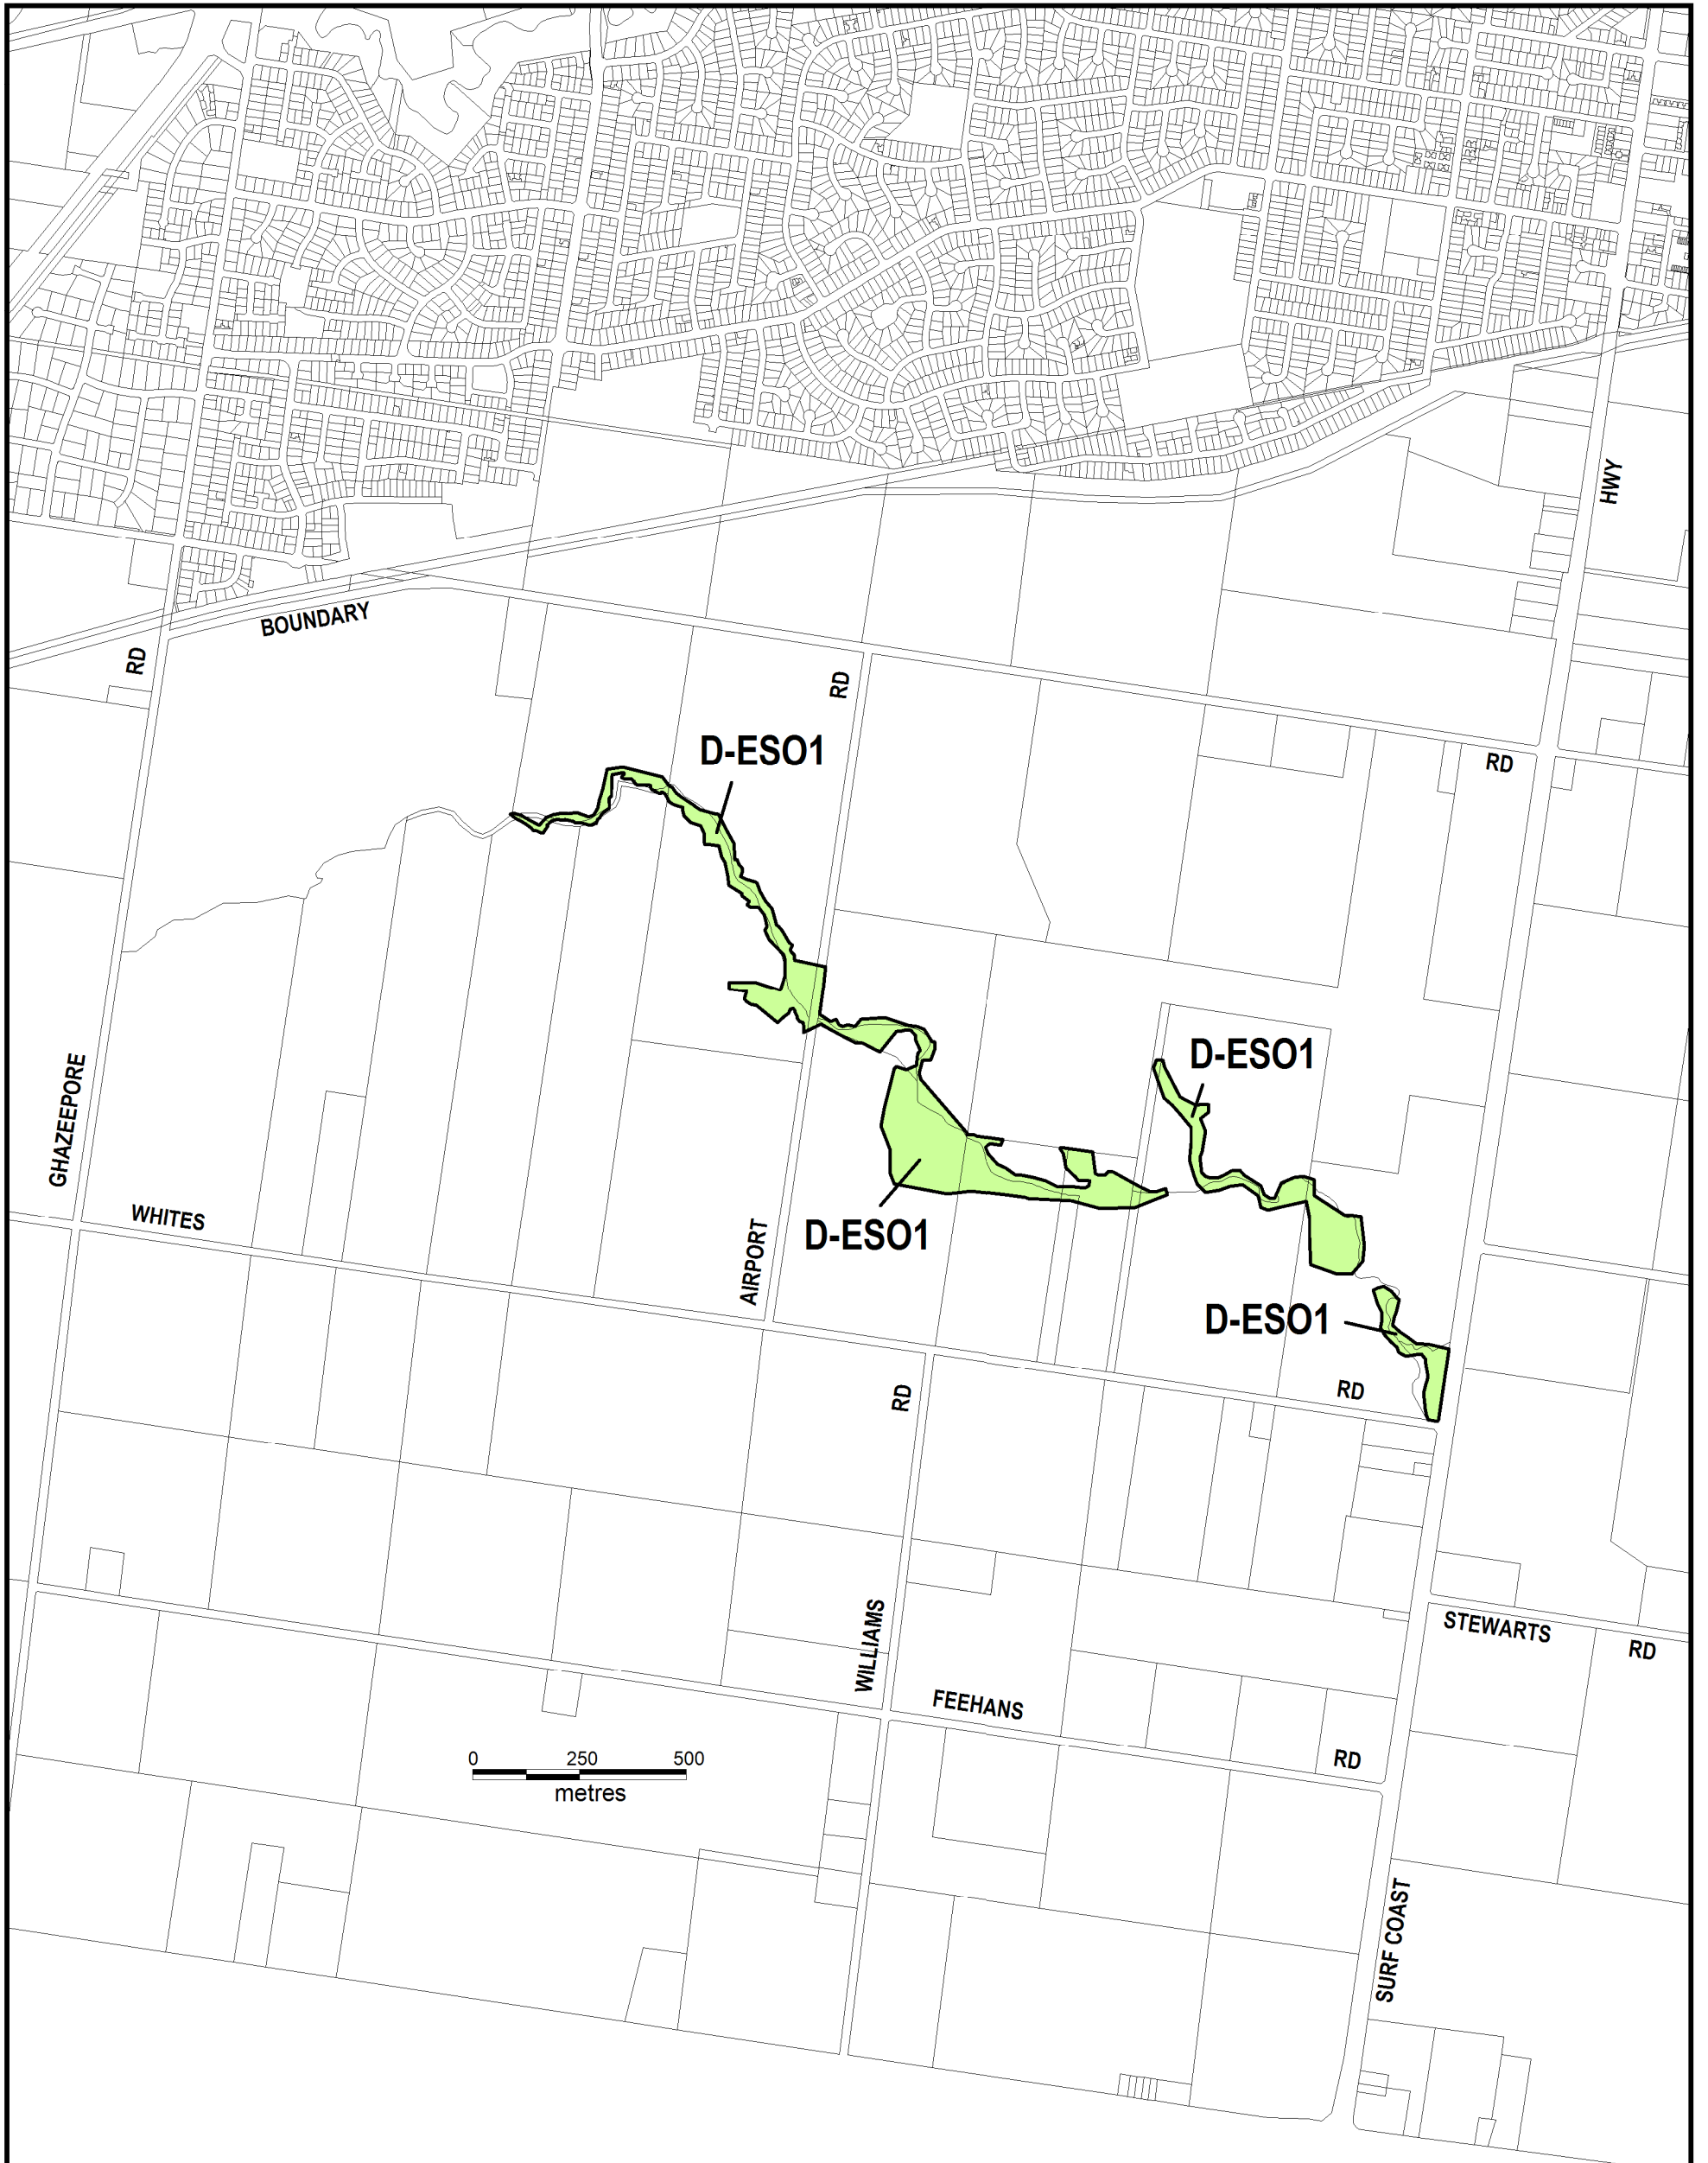 HWY
BOUNDARY
RD
RD
D-ESO1
RD
D-ESO1
GHAZEEPORE
WHITES
D-ESO1
AIRPORT
D-ESO1
RD
RD
STEWARTS
RD
WILLIAMS
FEEHANS
RD
0 250 500
metres
SURF COAST